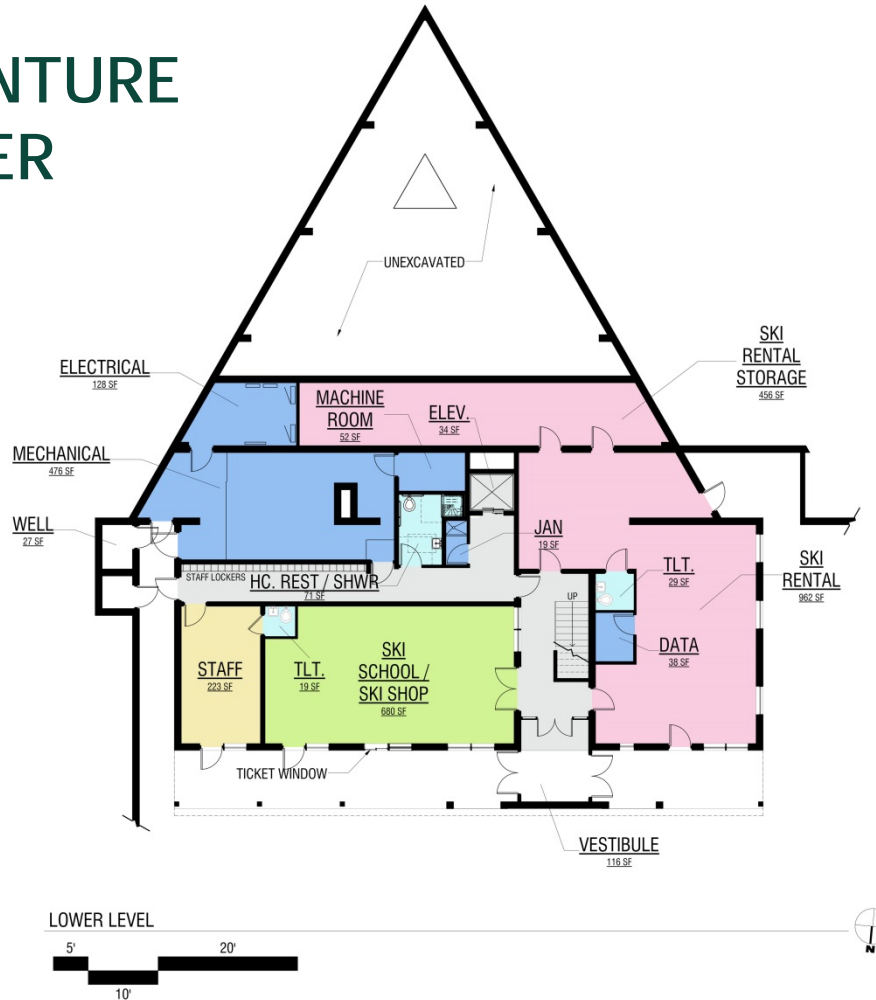 NTURE
ER
UNEXCAVATED
SKI
RENTAL
STORAGE
456 SF
ELECTRICAL
128 SF
MACHINE
ROOM
52 SF
ELEV.
34 SF
MECHANICAL
476 SF
WELL
27 SF
JAN
19 SF
STAFF LOCKERS
HC. REST / SHWR
71 SF
TLT.
29 SF
SKI
RENTAL
962 SF
UP
DATA
38 SF
STAFF
223 SF
TLT.
19 SF
SKI
SCHOOL /
SKI SHOP
680 SF
TICKET WINDOW
VESTIBULE
116 SF
LOWER LEVEL
N
5'
20'
10'